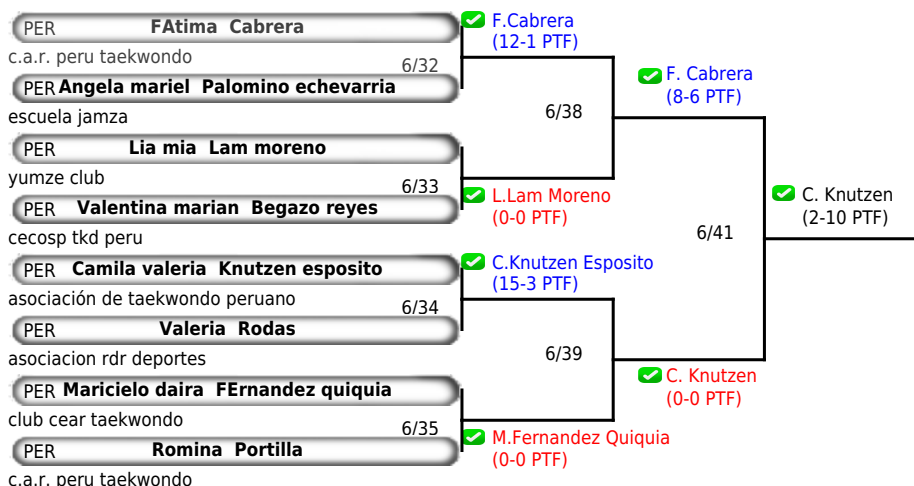 PER FAtima Cabrera
c.a.r. peru taekwondo
6/32
PER Angela mariel Palomino echevarria
escuela jamza
F.Cabrera
(12-1 PTF)
6/38
PER Lia mia Lam moreno
yumze club
6/33
PER Valentina marian Begazo reyes
cecosp tkd peru
L.Lam Moreno
(0-0 PTF)
F. Cabrera
(8-6 PTF)
6/41
C. Knutzen
(2-10 PTF)
PER Camila valeria Knutzen esposito
asociación de taekwondo peruano
6/34
PER Valeria Rodas
asociacion rdr deportes
C.Knutzen Esposito
(15-3 PTF)
6/39
PER Maricielo daira FErnandez quiquia
club cear taekwondo
6/35
PER Romina Portilla
c.a.r. peru taekwondo
M.Fernandez Quiquia
(0-0 PTF)
C. Knutzen
(0-0 PTF)